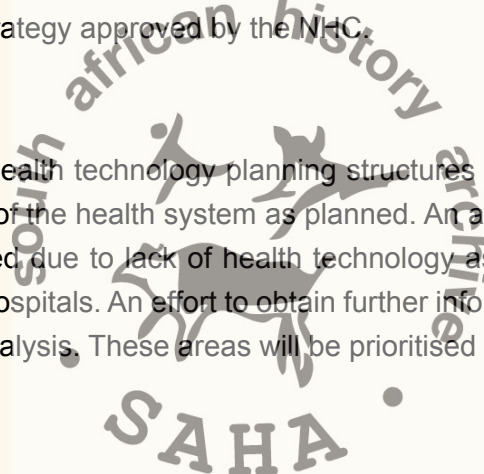 rategy approved by the NHC.
ealth technology planning structures
of the health system as planned. An a
ed due to lack of health technology as
ospitals. An effort to obtain further info
alysis. These areas will be prioritised
south african history archive
SAHA